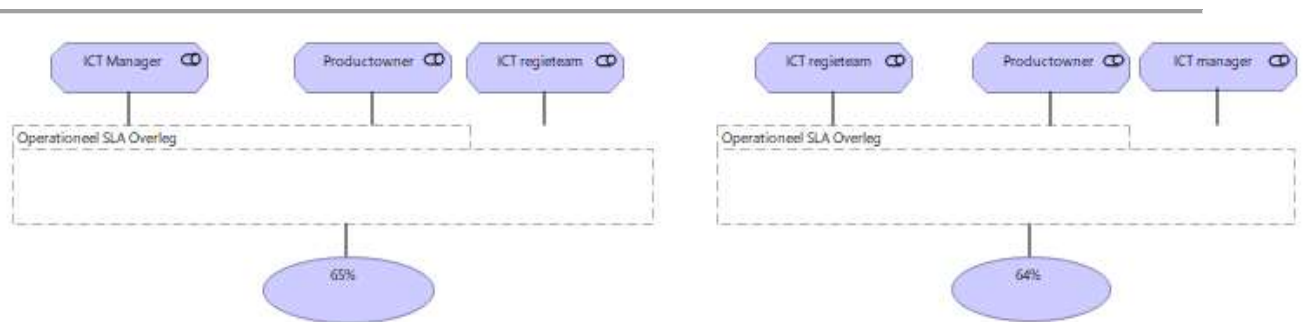 ICT Manager
Productowner
ICT regieteam
ICT regieteam
Productowner
ICT manager
Operationeel SLA Overleg
Operationeel SLA Overleg
65%
64%